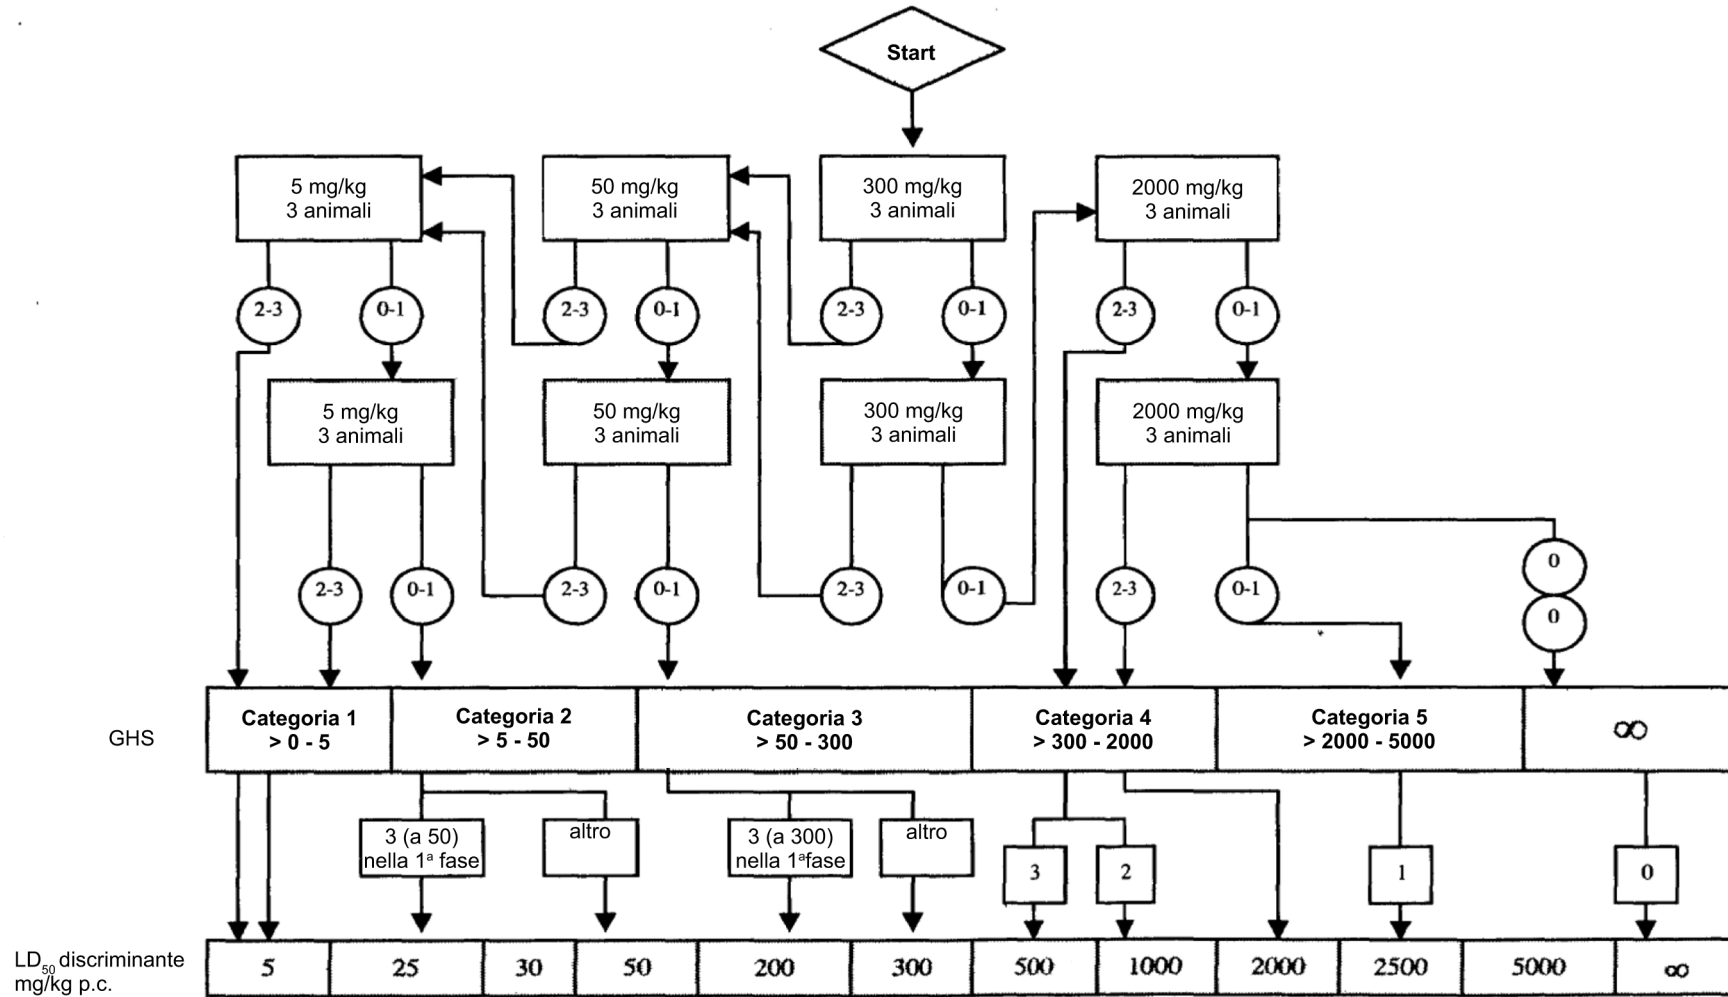 Start
5 mg/kg
3 animali
50 mg/kg
3 animali
300 mg/kg
3 animali
2000 mg/kg
3 animali
2-3
0-1
2-3
0-1
2-3
0-1
2-3
0-1
5 mg/kg
3 animali
50 mg/kg
3 animali
300 mg/kg
3 animali
2000 mg/kg
3 animali
2-3
0-1
2-3
0-1
2-3
0-1
2-3
0-1
0
0
GHS
Categoria 1
> 0 - 5
Categoria 2
> 5 - 50
Categoria 3
> 50 - 300
Categoria 4
> 300 - 2000
Categoria 5
> 2000 - 5000
∞
3 (a 50)
nella 1ª fase
altro
3 (a 300)
nella 1ªfase
altro
3
2
1
0
LD50 discriminante
mg/kg p.c.
5
25
30
50
200
300
500
1000
2000
2500
5000
∞